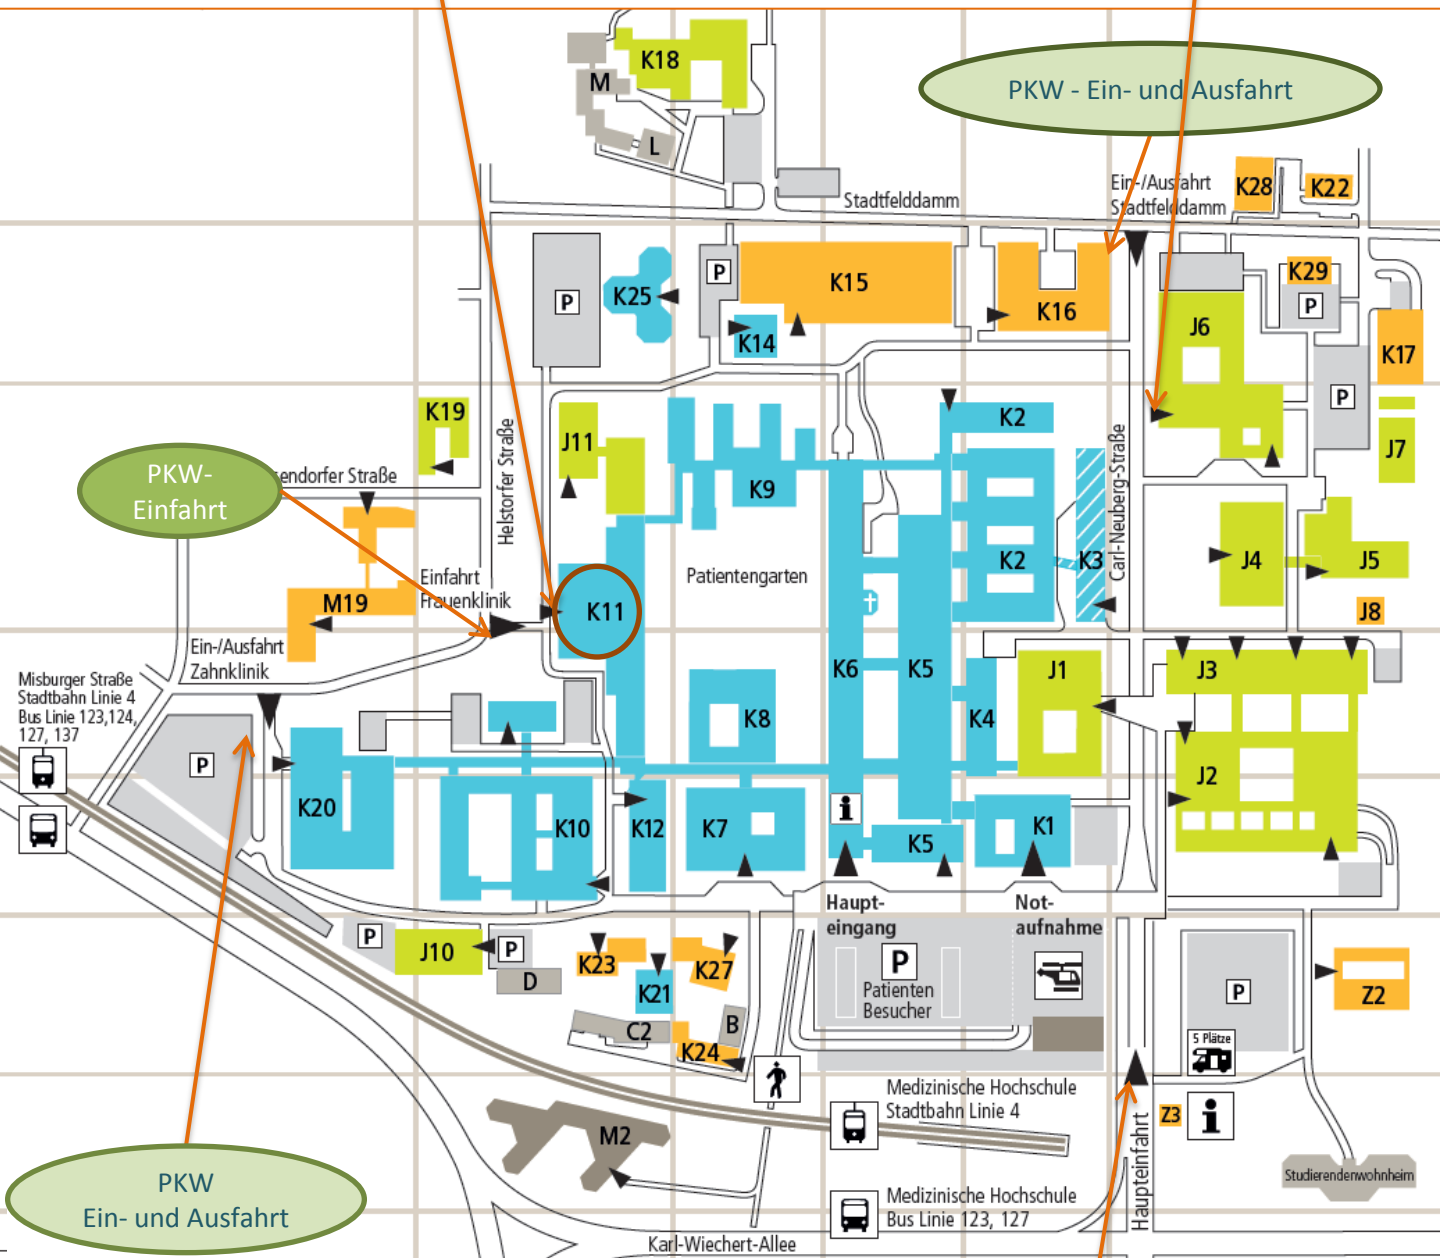 K18
M
L
PKW - Ein- und Ausfahrt
Stadtfelddamm
Ein-/Ausfahrt
Stadtfelddamm
K28
K22
P
K25
P
K15
K14
K16
J6
K29
P
K17
P
J7
K19
J11
K9
K2
Helstorfer Straße
Carl-Neuberg-Straße
PKW-
Einfahrt
sendorfer Straße
Patientengarten
K2
K3
J4
J5
J8
Einfahrt
Frauenklinik
K11
M19
Ein-/Ausfahrt
Zahnklinik
Misburger Straße
Stadtbahn Linie 4
Bus Linie 123,124,
127, 137
K6
K5
J1
J3
K8
K4
P
K20
K10
K12
K7
i
K5
K1
J2
Haupt-
eingang
Not-
aufnahme
P
J10
P
D
K23
K27
K21
P
Patienten
Besucher
P
Z2
C2
B
K24
5 Plätze
Medizinische Hochschule
Stadtbahn Linie 4
Z3
i
M2
Haupteinfahrt
Studierendenwohnheim
PKW
Ein- und Ausfahrt
Medizinische Hochschule
Bus Linie 123, 127
Karl-Wiechert-Allee